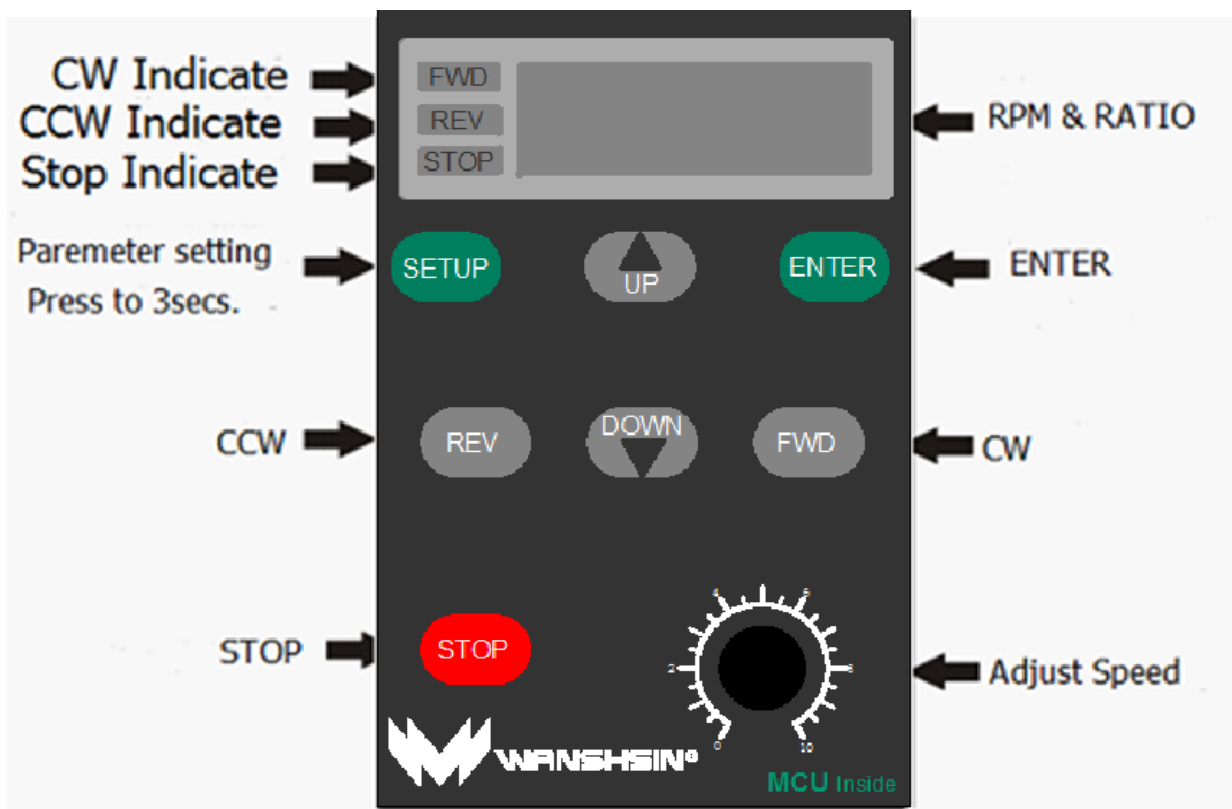 CW Indicate
CCW Indicate
Stop Indicate
FWD
REV
STOP
RPM & RATIO
Paremeter setting
Press to 3secs.
SETUP
UP
ENTER
ENTER
CCW
REV
DOWN
FWD
CW
STOP
STOP
2
0
10
Adjust Speed
WANSHSIN®
MCU Inside